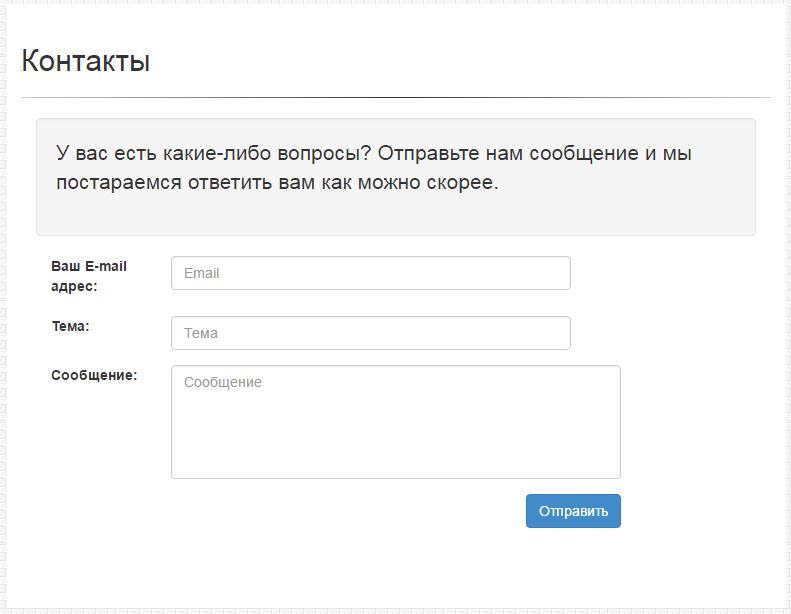 Контакты
У вас есть какие-либо вопросы? Отправьте нам сообщение и мы
постараемся ответить вам как можно скорее.
Ваш E-mail
адрес:
Email
Тема:
Тема
Сообщение:
Сообщение
Отправить